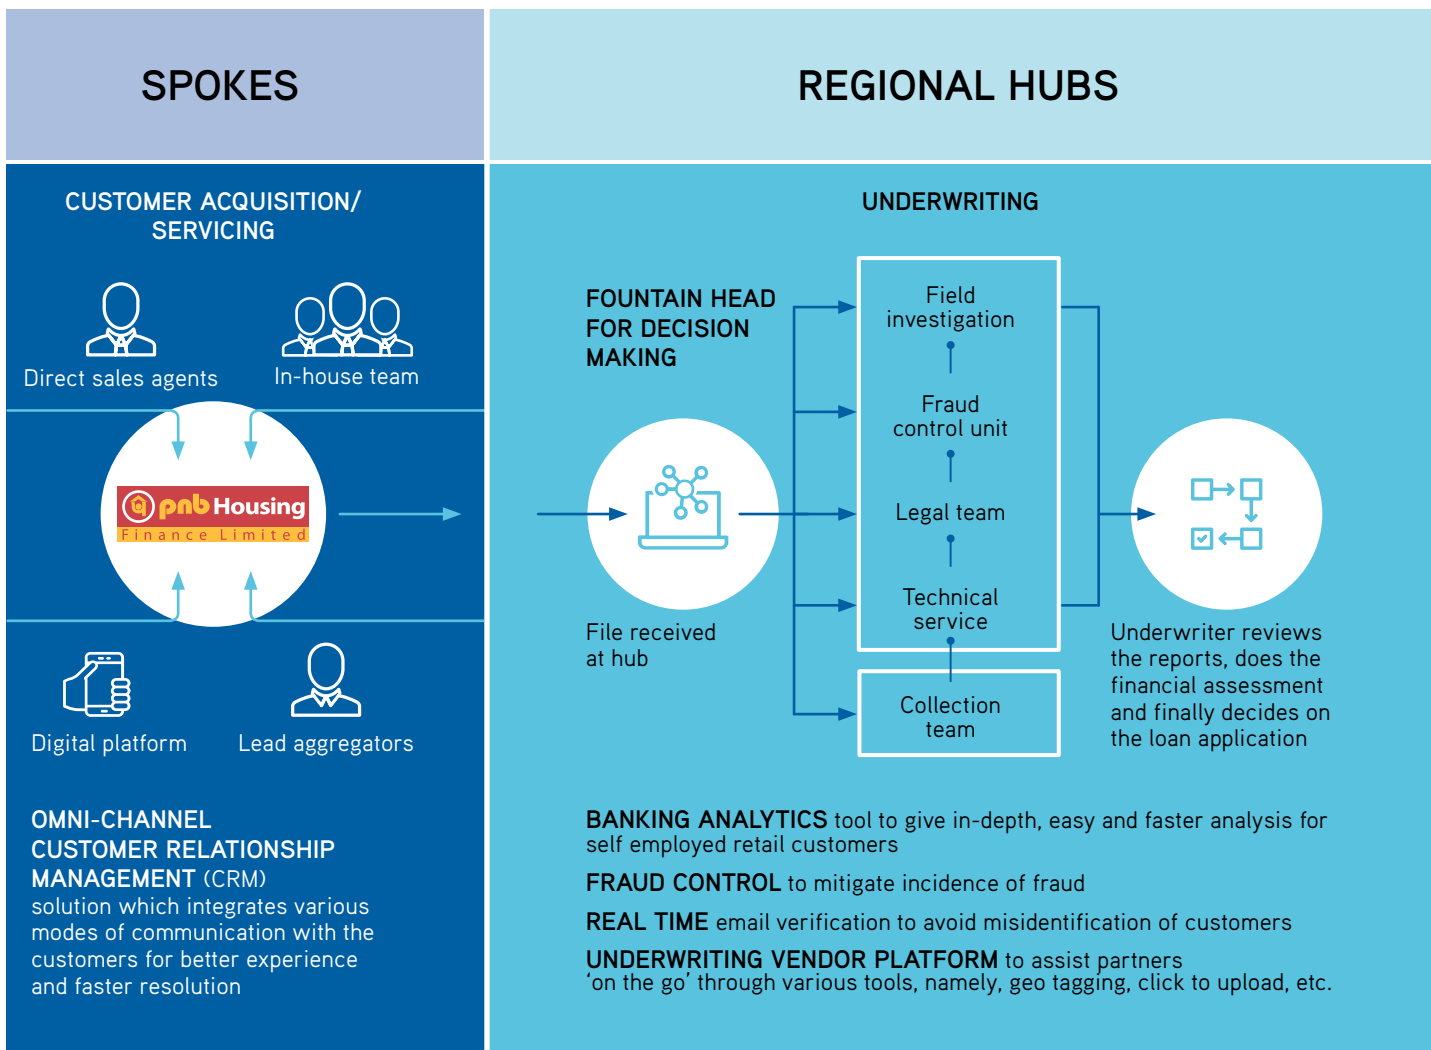 SPOKES
REGIONAL HUBS
CUSTOMER ACQUISITION/
SERVICING
Direct sales agents
In-house team
pnb Housing
Finance Limited
Digital platform
Lead aggregators
OMNI-CHANNEL
CUSTOMER RELATIONSHIP
MANAGEMENT (CRM)
solution which integrates various
modes of communication with the
customers for better experience
and faster resolution
UNDERWRITING
FOUNTAIN HEAD
FOR DECISION
MAKING
File received
at hub
Field
investigation
Fraud
control unit
Legal team
Technical
service
Collection
team
Underwriter reviews
the reports, does the
financial assessment
and finally decides on
the loan application
BANKING ANALYTICS tool to give in-depth, easy and faster analysis for
self employed retail customers
FRAUD CONTROL to mitigate incidence of fraud
REAL TIME email verification to avoid misidentification of customers
UNDERWRITING VENDOR PLATFORM to assist partners
‘on the go’ through various tools, namely, geo tagging, click to upload, etc.